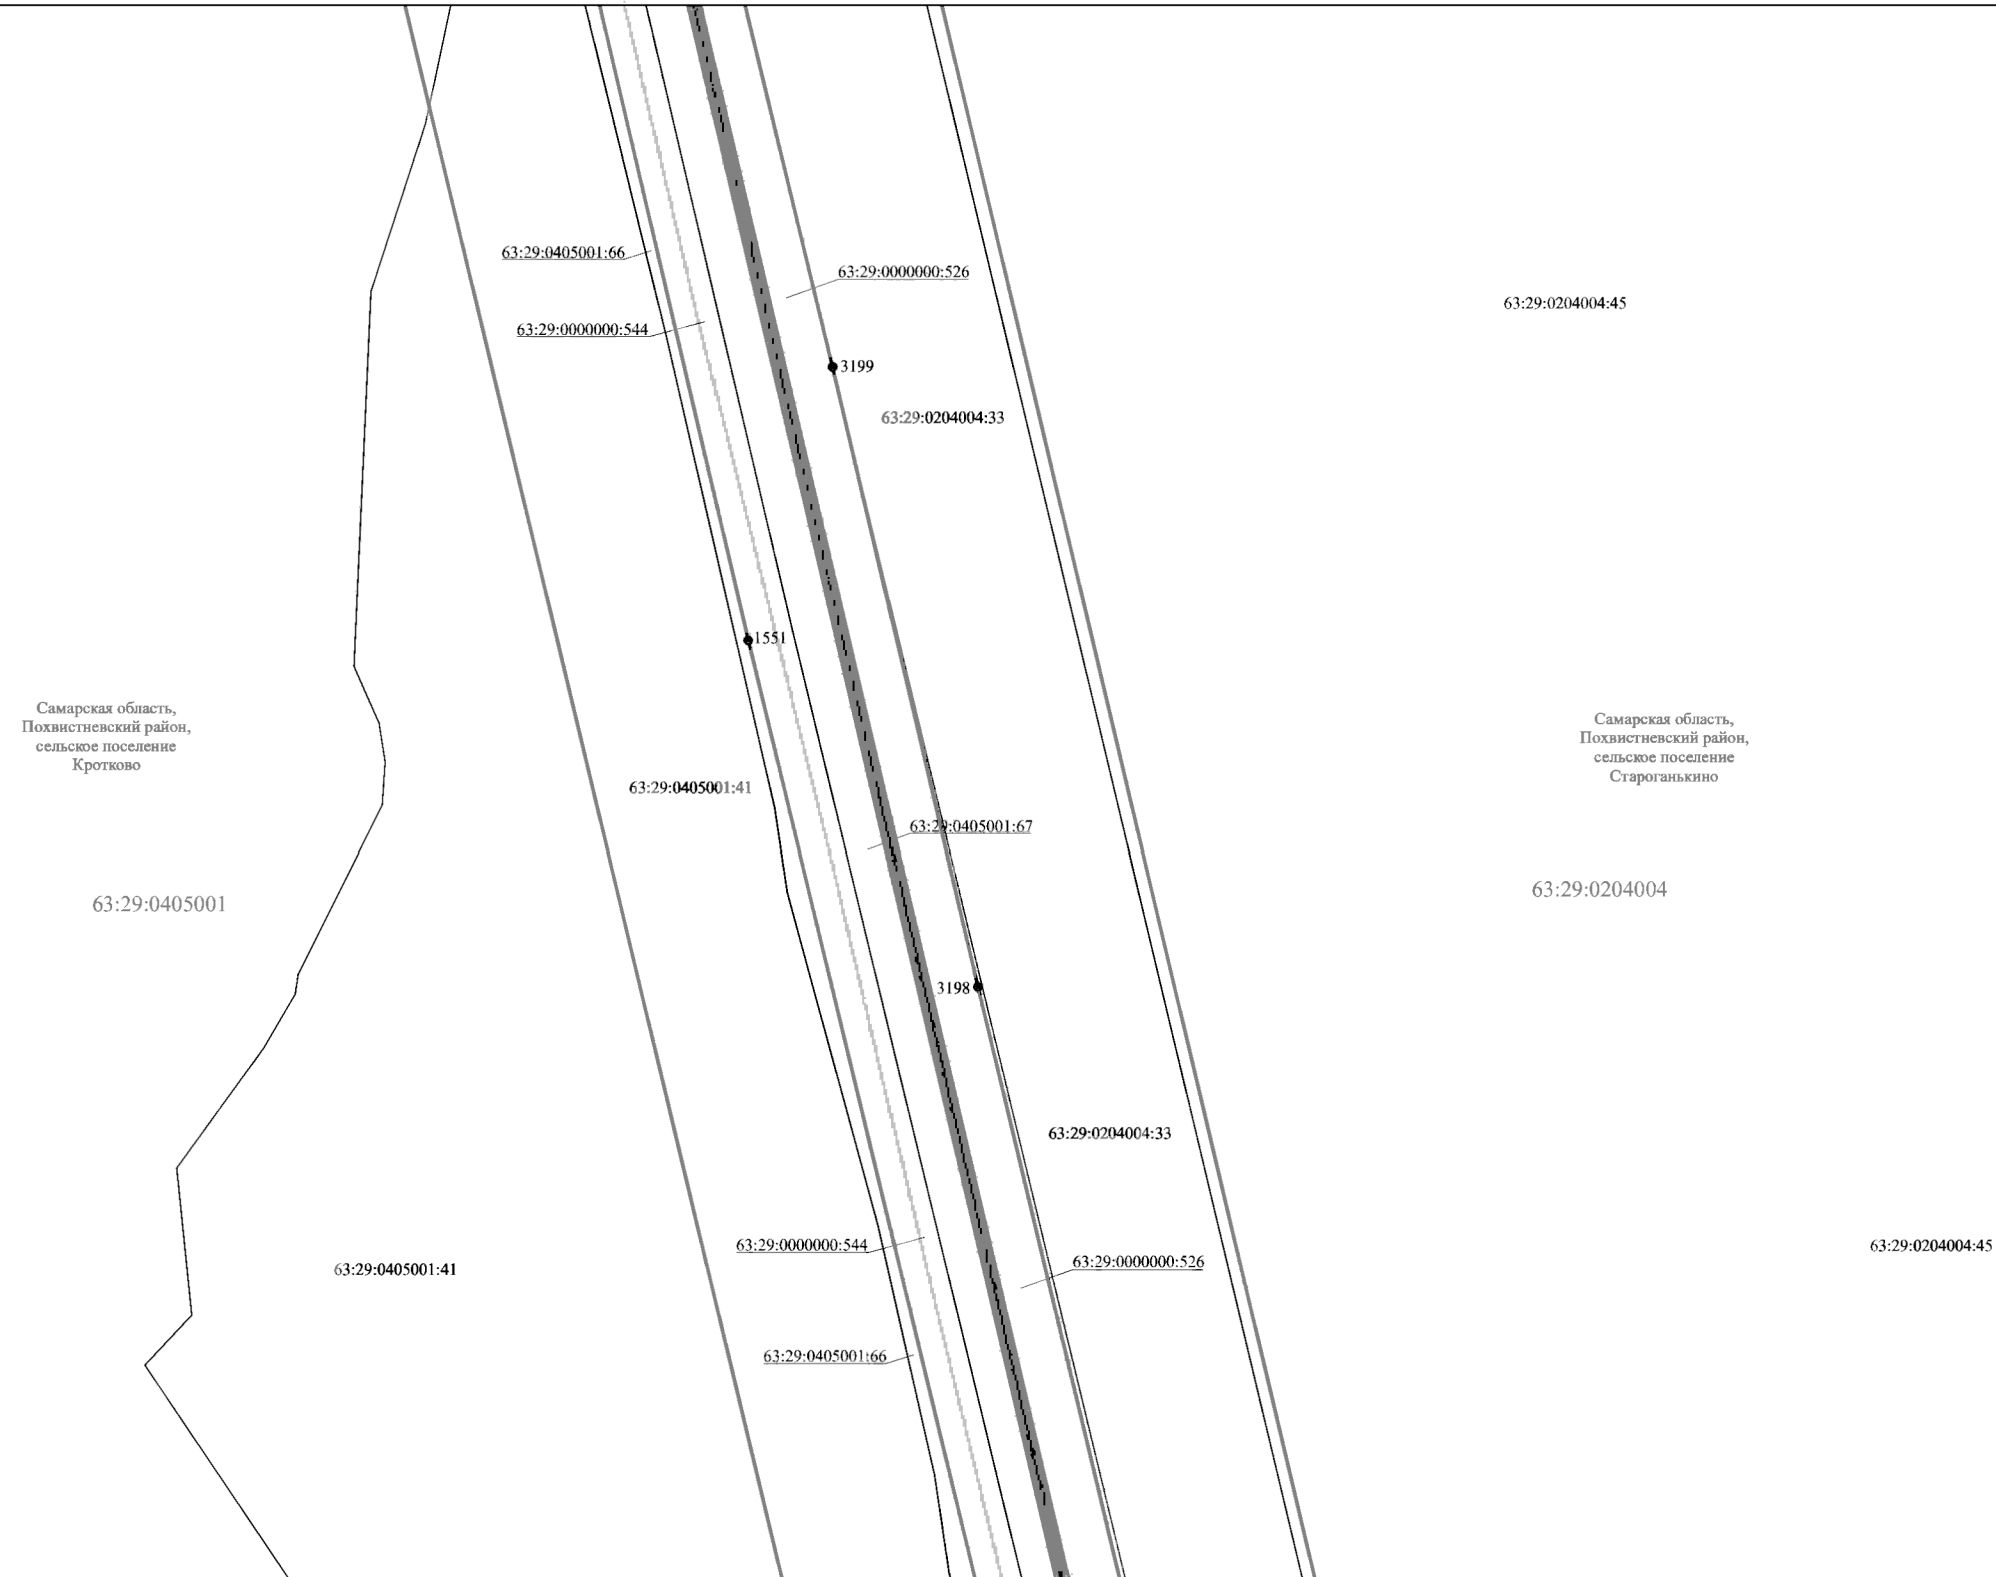 63:29:0405001:66
63:29:0000000:526
63:29:0204004:45
63:29:0000000:544
3199
63:29:0204004:33
1551
Самарская область,
Похвистневский район,
сельское поселение
Кротково
Самарская область,
Похвистневский район,
сельское поселение
Староганькино
63:29:0405001:41
63:29:0405001:67
63:29:0405001
63:29:0204004
3198
63:29:0204004:33
63:29:0000000:544
63:29:0204004:45
63:29:0000000:526
63:29:0405001:41
63:29:0405001:66